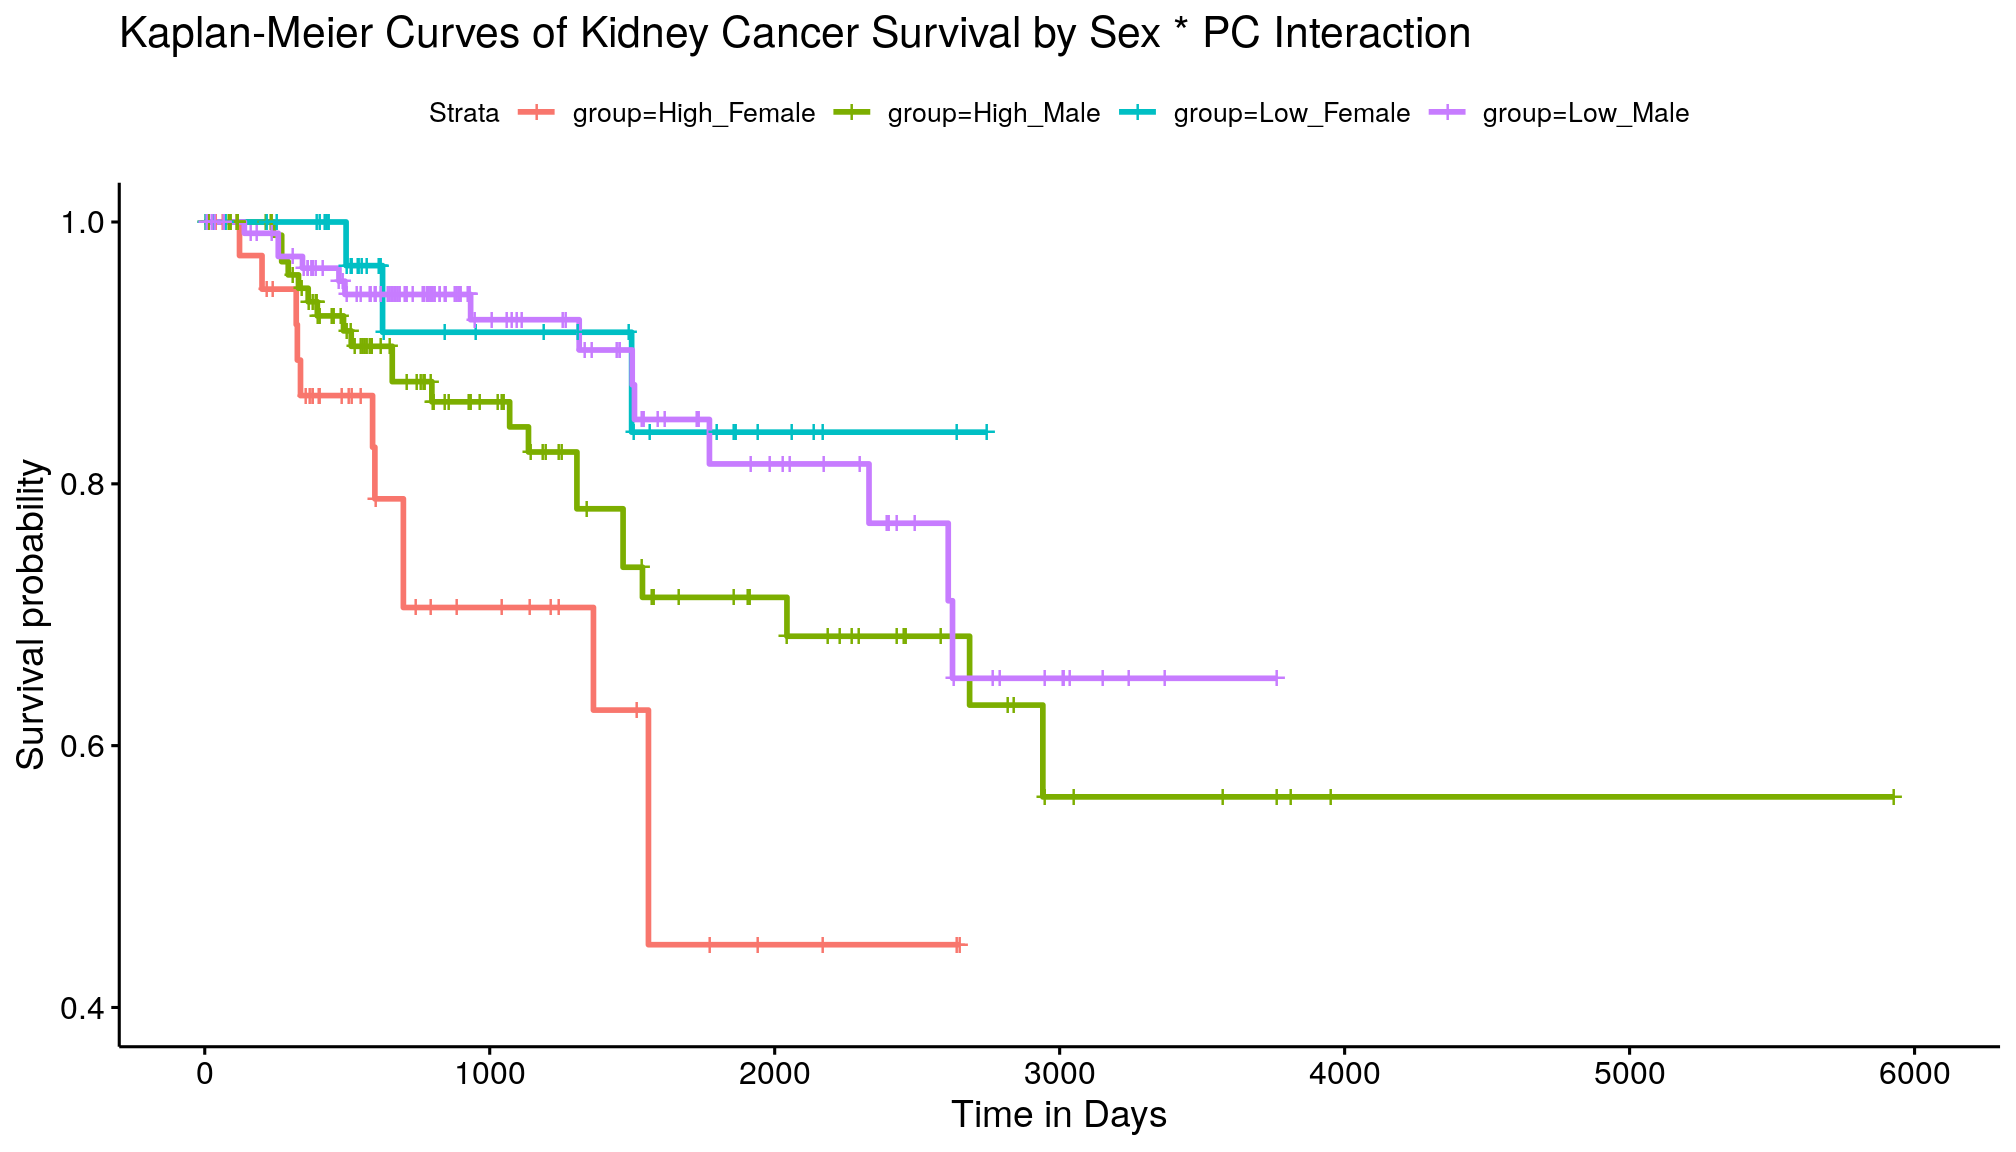 Kaplan-Meier Curves of Kidney Cancer Survival by Sex * PC Interaction
Strata group=High_Female group=High_Male group=Low_Female group=Low_Male
Survival probability
1.0
0.8
0.6
0.4
0 1000 2000 3000 4000 5000 6000
Time in Days